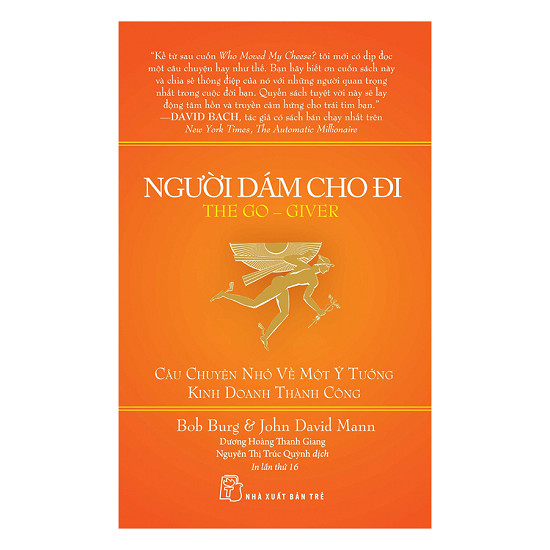 “Kể từ sau cuốn Who Moved My Cheese? tôi mới có dịp đọc
một câu chuyện hay như thế. Bạn hãy biết ơn cuốn sách này
và chia sẻ thông điệp của nó với những người quan trọng
nhất trong cuộc đời bạn. Quyển sách tuyệt vời này sẽ lay
động tâm hồn và truyền cảm hứng cho trái tim bạn.”
—DAVID BACH, tác giả có sách bán chạy nhất trên
New York Times, The Automatic Millionaire
NGƯỜI DÁM CHO ĐI
THE GO – GIVER
CÂU CHUYỆN NHỎ VỀ MỘT Ý TƯỞNG
KINH DOANH THÀNH CÔNG
Bob Burg & John David Mann
Dương Hoàng Thanh Giang
Nguyễn Thị Trúc Quỳnh dịch
In lần thứ 16
NHÀ XUẤT BẢN TRẺ